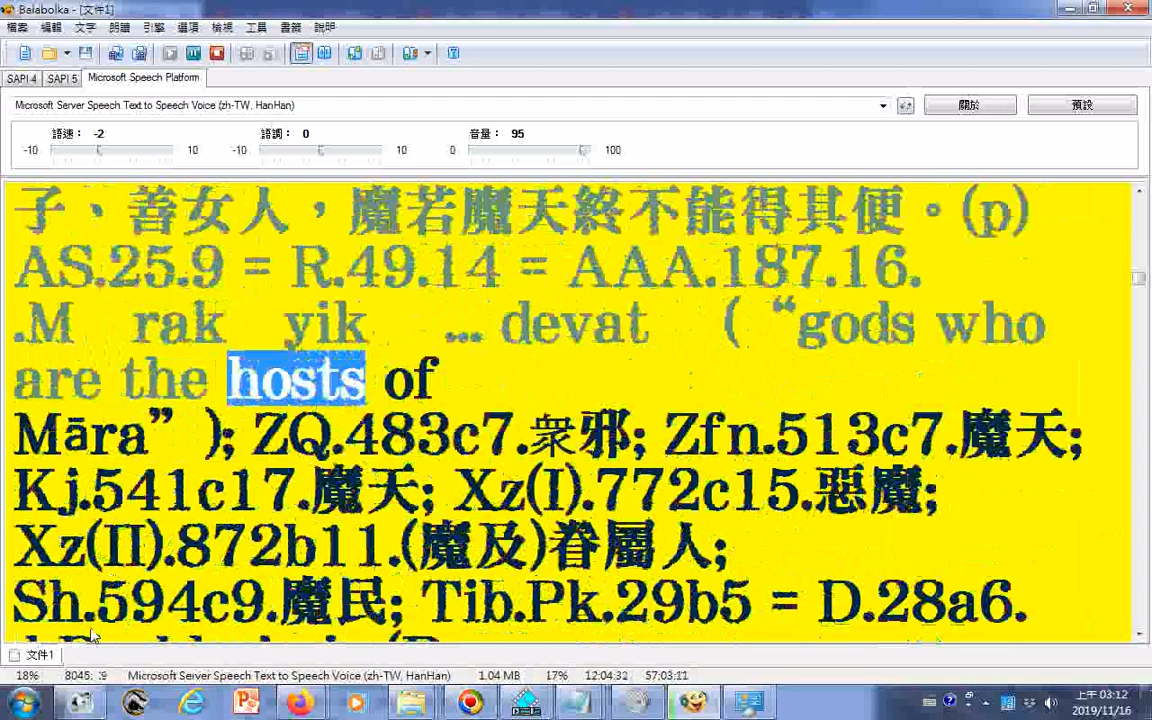 Balabolka - [文件1]
檔案 編輯 文字 朗讀 引擎 選項 檢視 工具 書籤 說明
SAPI 4 SAPI 5 Microsoft Speech Platform
Microsoft Server Speech Text to Speech Voice (zh-TW, HanHan) 關於 預設
語速： -2 語調： 0 音量： 95
-10 10 -10 10 0 100
子、善女人，魔若魔天終不能得其便。(p)
AS.25.9 = R.49.14 = AAA.187.16.
.M rak yik ... devat ( “gods who
are the hosts of
Māra” ); ZQ.483c7.衆邪; Zfn.513c7.魔天;
Kj.541c17.魔天; Xz(I).772c15.惡魔;
Xz(II).872b11.(魔及)眷屬人;
Sh.594c9.魔民; Tib.Pk.29b5 = D.28a6.
文件1
18% Microsoft Server Speech Text to Speech Voice (zh-TW, HanHan) 1.04 MB 17% 12:04:32 57:03:11
上午 03:12
2019/11/16